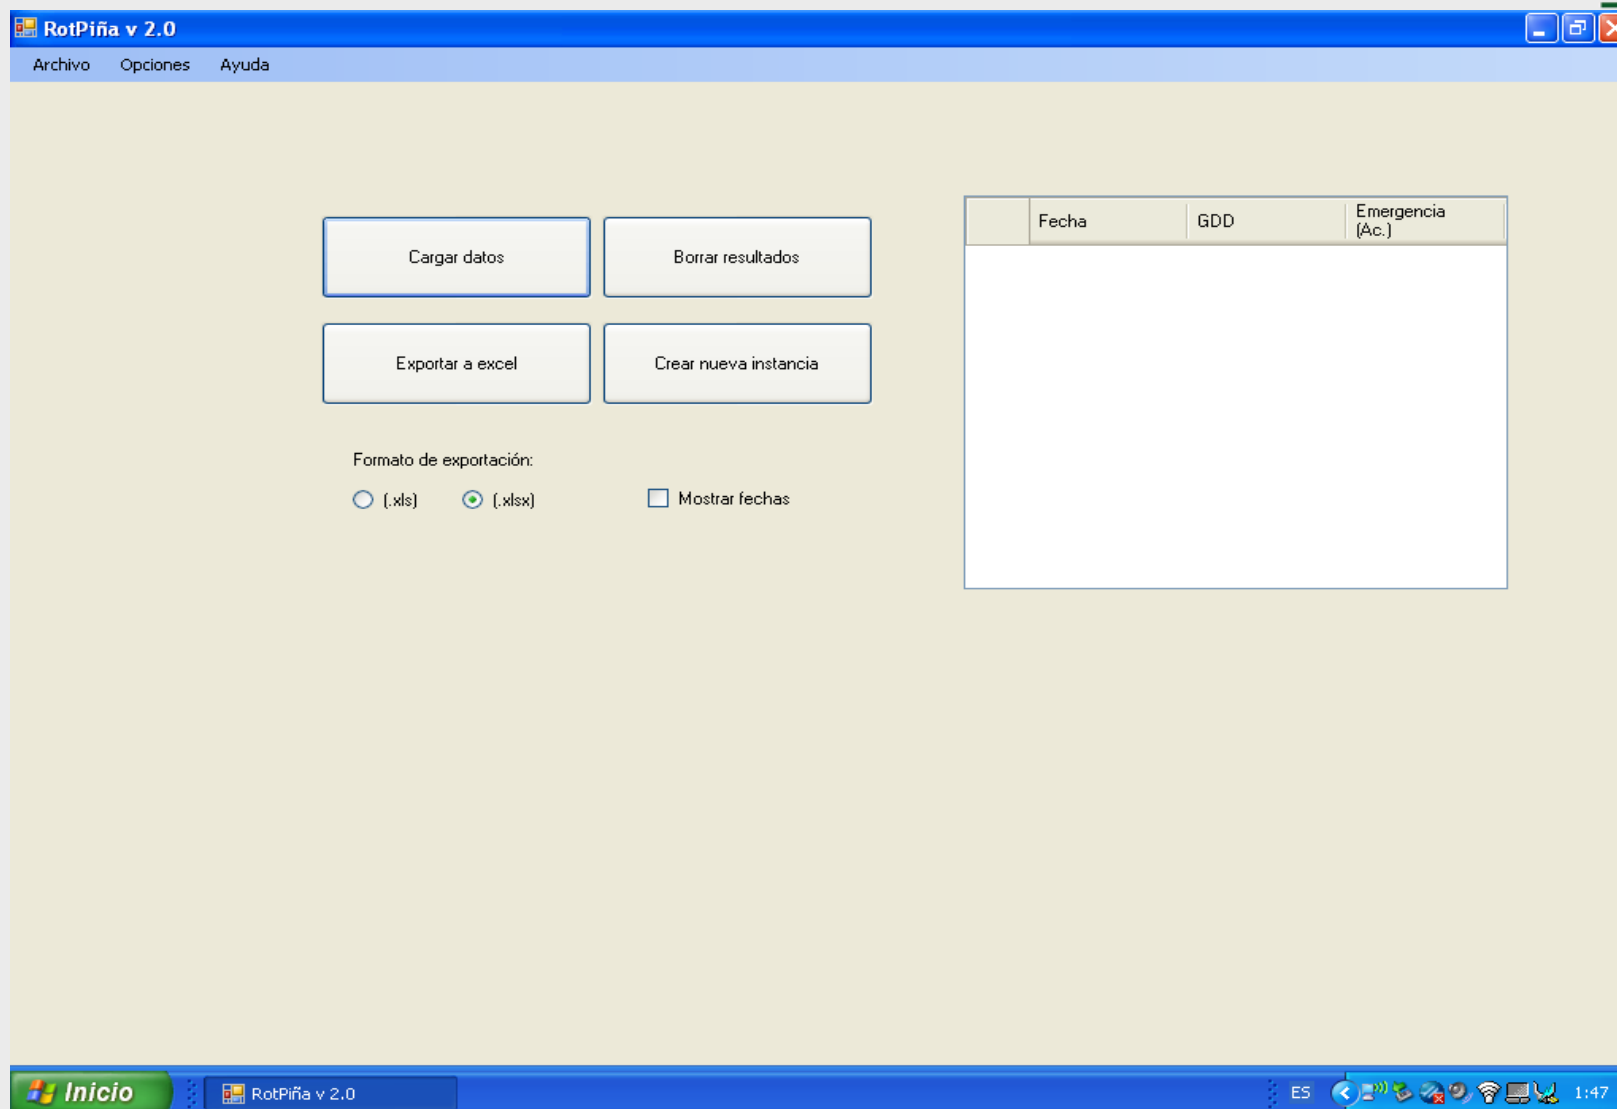 RotPiña v 2.0
Archivo Opciones Ayuda
Cargar datos
Borrar resultados
Exportar a excel
Crear nueva instancia
Formato de exportación:
(.xls) (.xlsx)
Mostrar fechas
Fecha GDD Emergencia
(Ac.)
Inicio
RotPiña v 2.0
ES
1:47